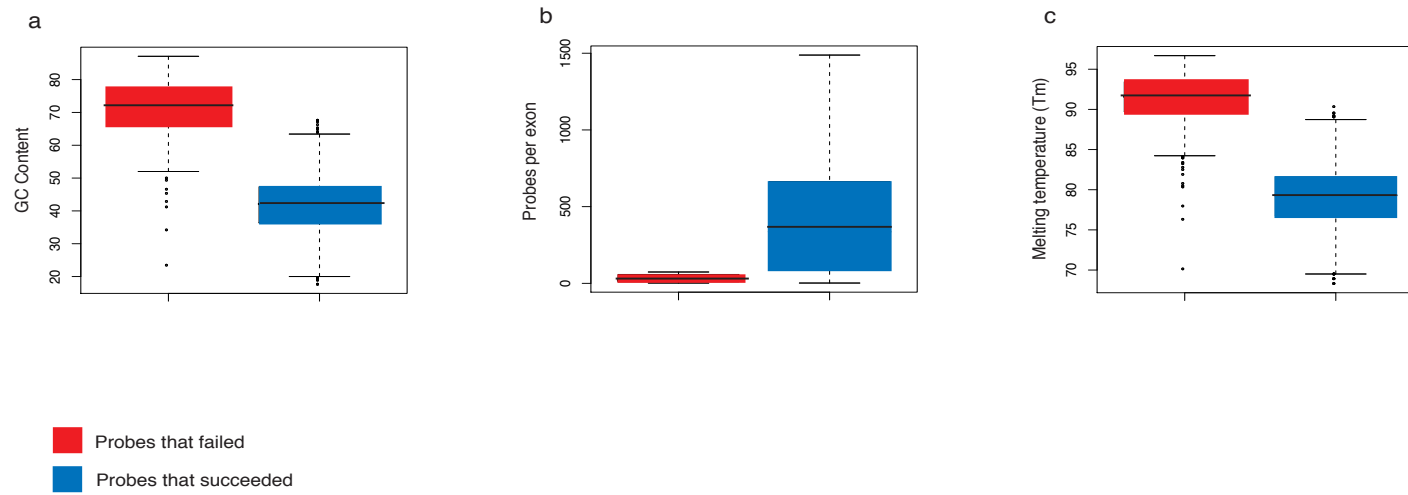 a
GC Content
80
70
60
50
40
30
20
b
Probes per exon
1500
1000
500
0
c
Melting temperature (Tm)
95
90
85
80
75
70
Probes that failed
Probes that succeeded